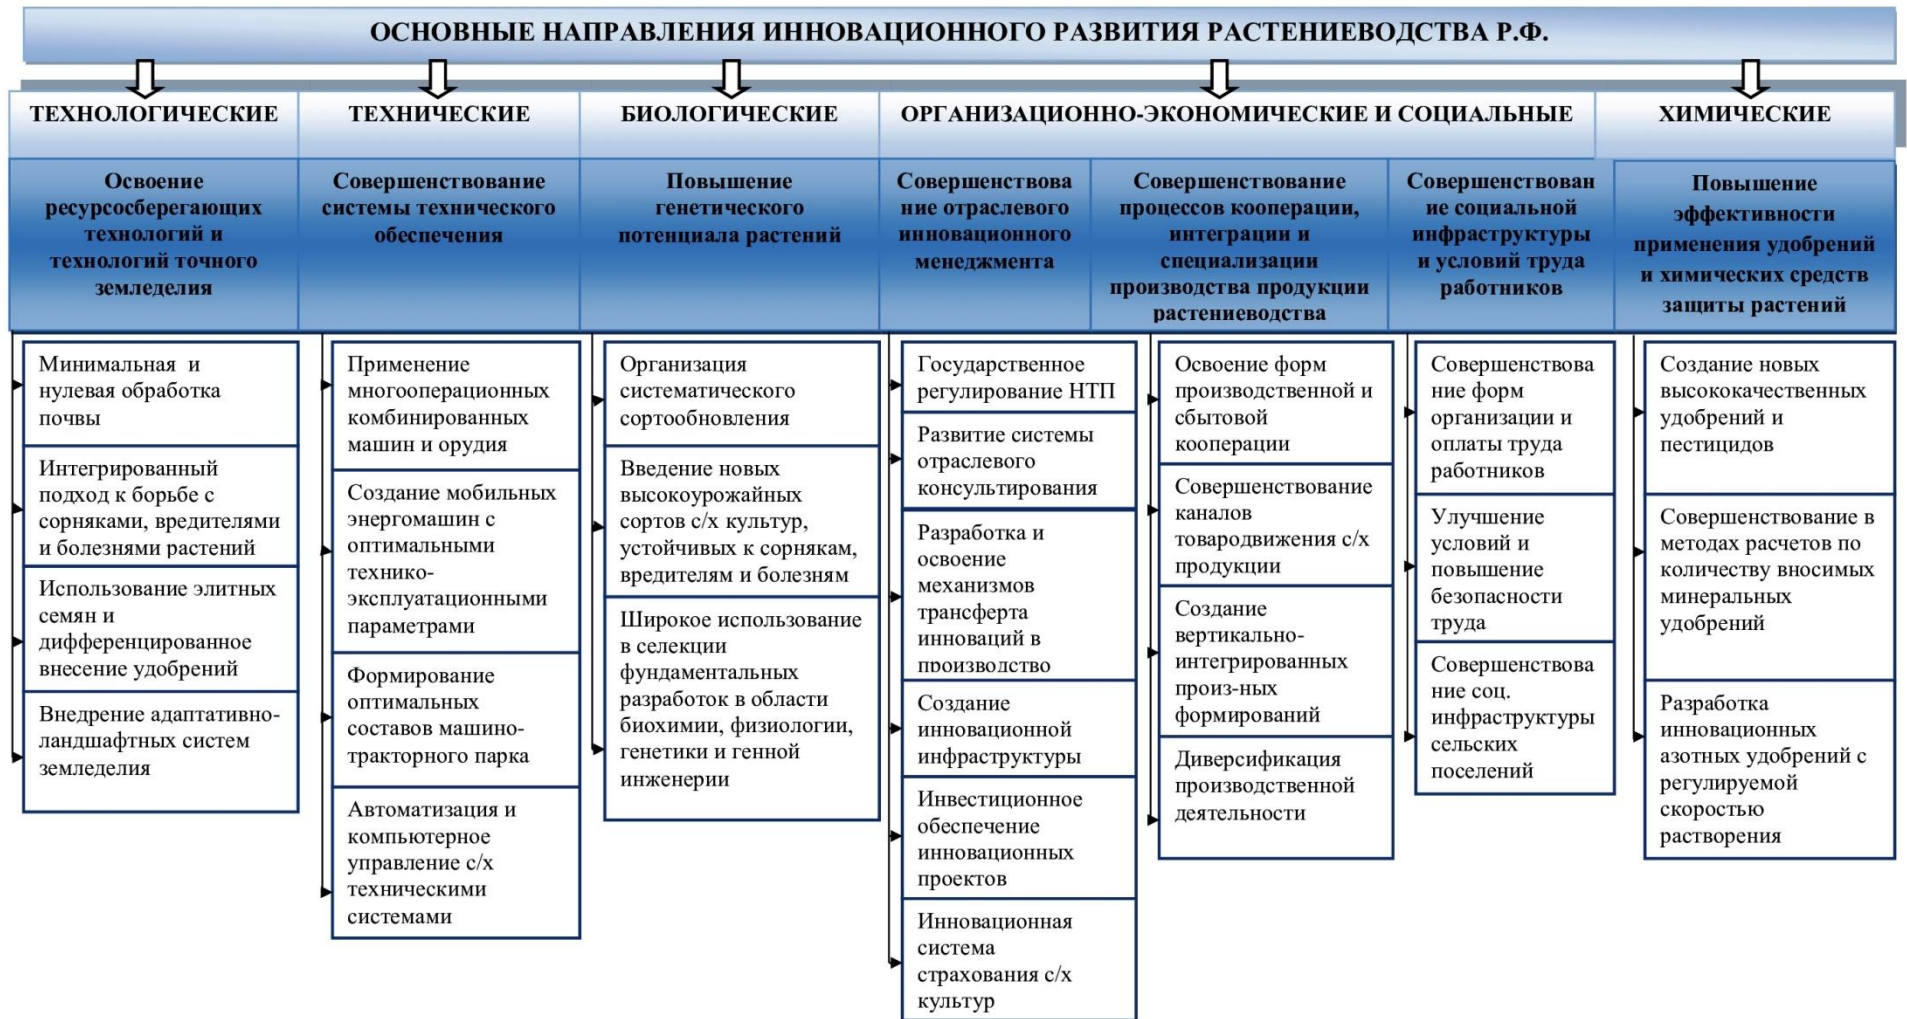 ОСНОВНЫЕ НАПРАВЛЕНИЯ ИННОВАЦИОННОГО РАЗВИТИЯ РАСТЕНИЕВОДСТВА Р.Ф.
ТЕХНОЛОГИЧЕСКИЕ
ТЕХНИЧЕСКИЕ
БИОЛОГИЧЕСКИЕ
ОРГАНИЗАЦИОННО-ЭКОНОМИЧЕСКИЕ И СОЦИАЛЬНЫЕ
ХИМИЧЕСКИЕ
Освоение
ресурсосберегающих
технологий и
технологий точного
земледелия
Совершенствование
системы технического
обеспечения
Повышение
генетического
потенциала растений
Совершенствова
ние отраслевого
инновационного
менеджмента
Совершенствование
процессов кооперации,
интеграции и
специализации
производства продукции
растениеводства
Совершенствован
ие социальной
инфраструктуры
и условий труда
работников
Повышение
эффективности
применения удобрений
и химических средств
защиты растений
Минимальная и
нулевая обработка
почвы
Интегрированный
подход к борьбе с
сорняками, вредителями
и болезнями растений
Использование элитных
семян и
дифференцированное
внесение удобрений
Внедрение адаптативно-
ландшафтных систем
земледелия
Применение
многооперационных
комбинированных
машин и орудия
Создание мобильных
энергомашин с
оптимальными
технико-
эксплуатационными
параметрами
Формирование
оптимальных
составов машино-
тракторного парка
Автоматизация и
компьютерное
управление с/х
техническими
системами
Организация
систематического
сортообновления
Введение новых
высокоурожайных
сортов с/х культур,
устойчивых к сорнякам,
вредителям и болезням
Широкое использование
в селекции
фундаментальных
разработок в области
биохимии, физиологии,
генетики и генной
инженерии
Государственное
регулирование НТП
Развитие системы
отраслевого
консультирования
Разработка и
освоение
механизмов
трансферта
инноваций в
производство
Создание
инновационной
инфраструктуры
Инвестиционное
обеспечение
инновационных
проектов
Инновационная
система
страхования с/х
культур
Освоение форм
производственной и
сбытовой
кооперации
Совершенствование
каналов
товародвижения с/х
продукции
Создание
вертикально-
интегрированных
произ-ных
формирований
Диверсификация
производственной
деятельности
Совершенствова
ние форм
организации и
оплаты труда
работников
Улучшение
условий и
повышение
безопасности
труда
Совершенствова
ние соц.
инфраструктуры
сельских
поселений
Создание новых
высококачественных
удобрений и
пестицидов
Совершенствование в
методах расчетов по
количеству вносимых
минеральных
удобрений
Разработка
инновационных
азотных удобрений с
регулируемой
скоростью
растворения